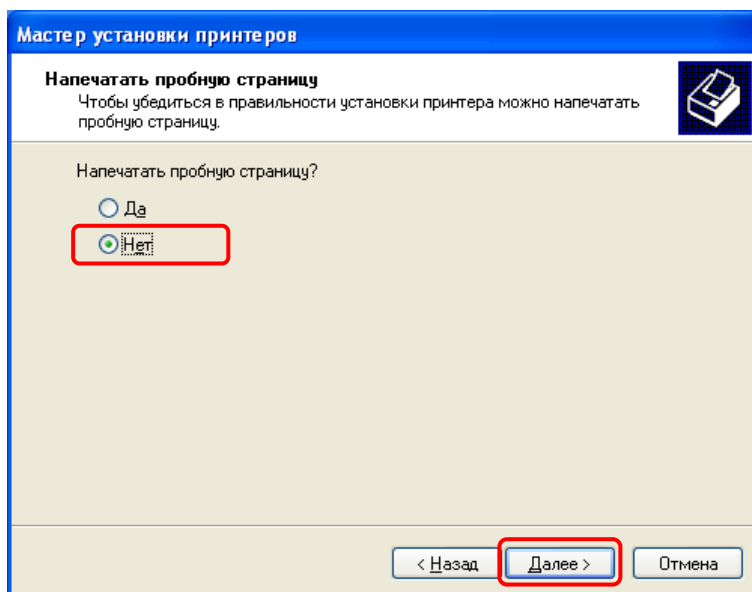 Мастер установки принтеров
Напечатать пробную страницу
Чтобы убедиться в правильности установки принтера можно напечатать
пробную страницу.
Напечатать пробную страницу?
Да
Нет
< Назад
Далее >
Отмена